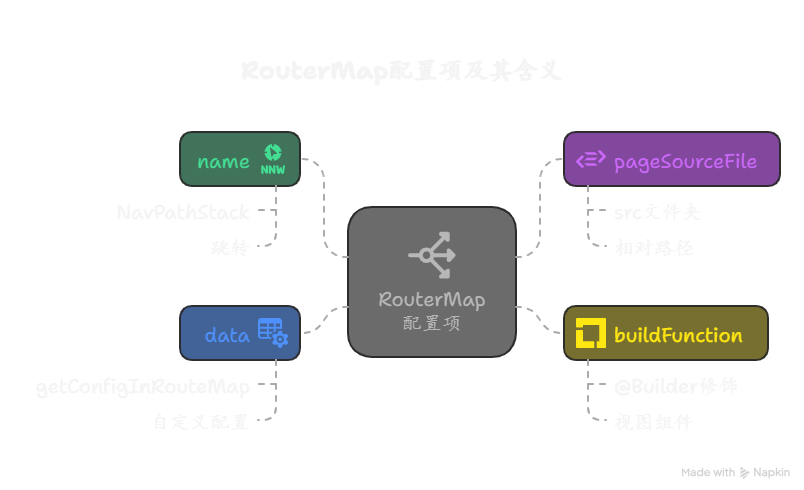 RouterMap配置项及其含义
name
NNW
NavPathStack
跳转
pageSourceFile
src文件夹
相对路径
RouterMap
配置项
data
getConfigInRouteMap
自定义配置
buildFunction
@Builder修饰
视图组件
Made with Napkin